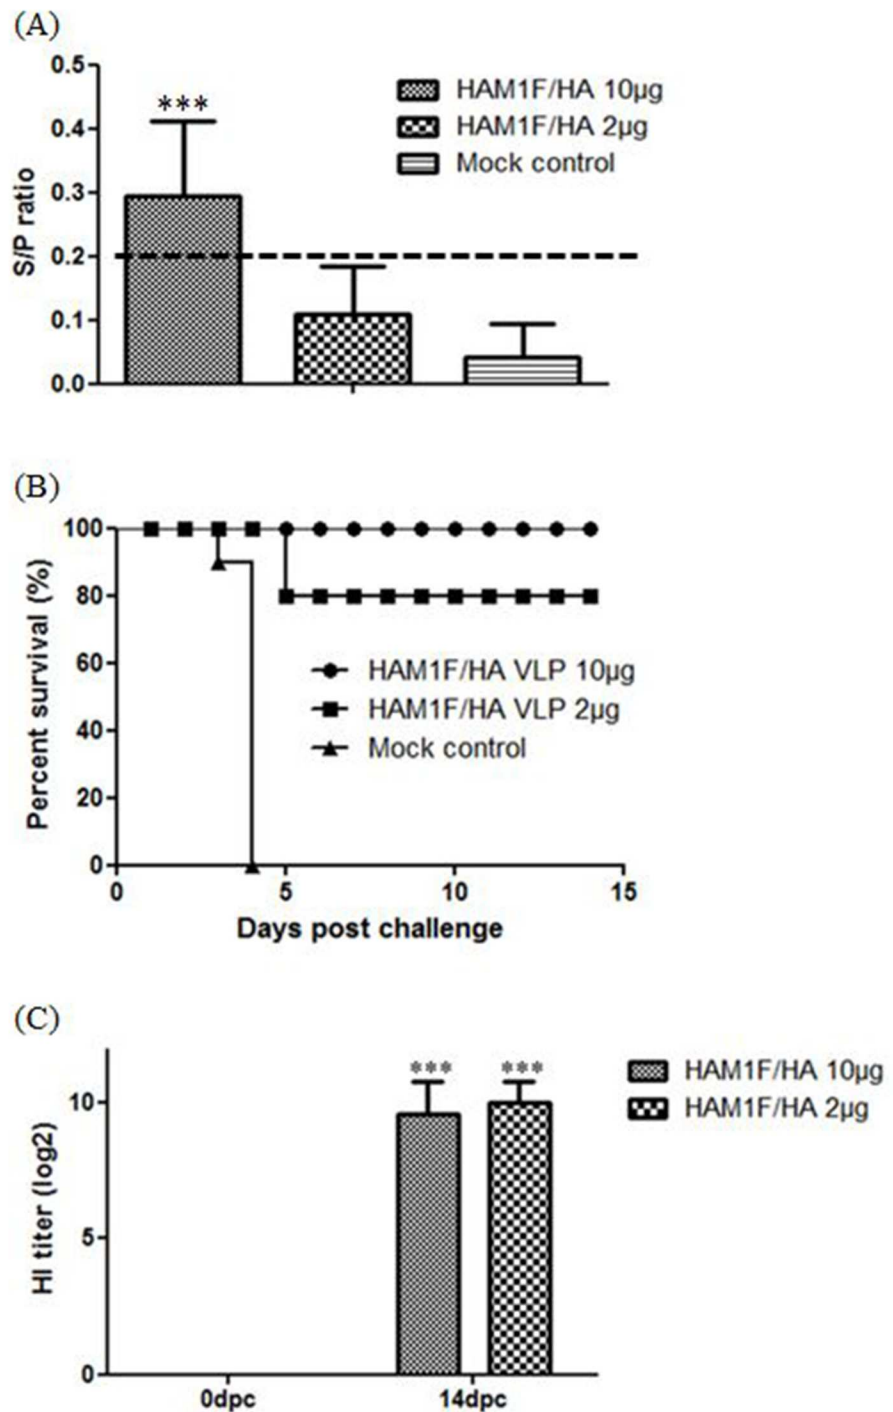 (A)
0.5
0.4
0.3
0.2
0.1
0.0
S/P ratio
***
HAM1F/HA 10µg
HAM1F/HA 2µg
Mock control
(B)
100
80
60
40
20
0
Percent survival (%)
HAM1F/HA VLP 10µg
HAM1F/HA VLP 2µg
Mock control
0 5 10 15
Days post challenge
(C)
10
5
0
HI titer (log2)
*** ***
HAM1F/HA 10µg
HAM1F/HA 2µg
0dpc 14dpc